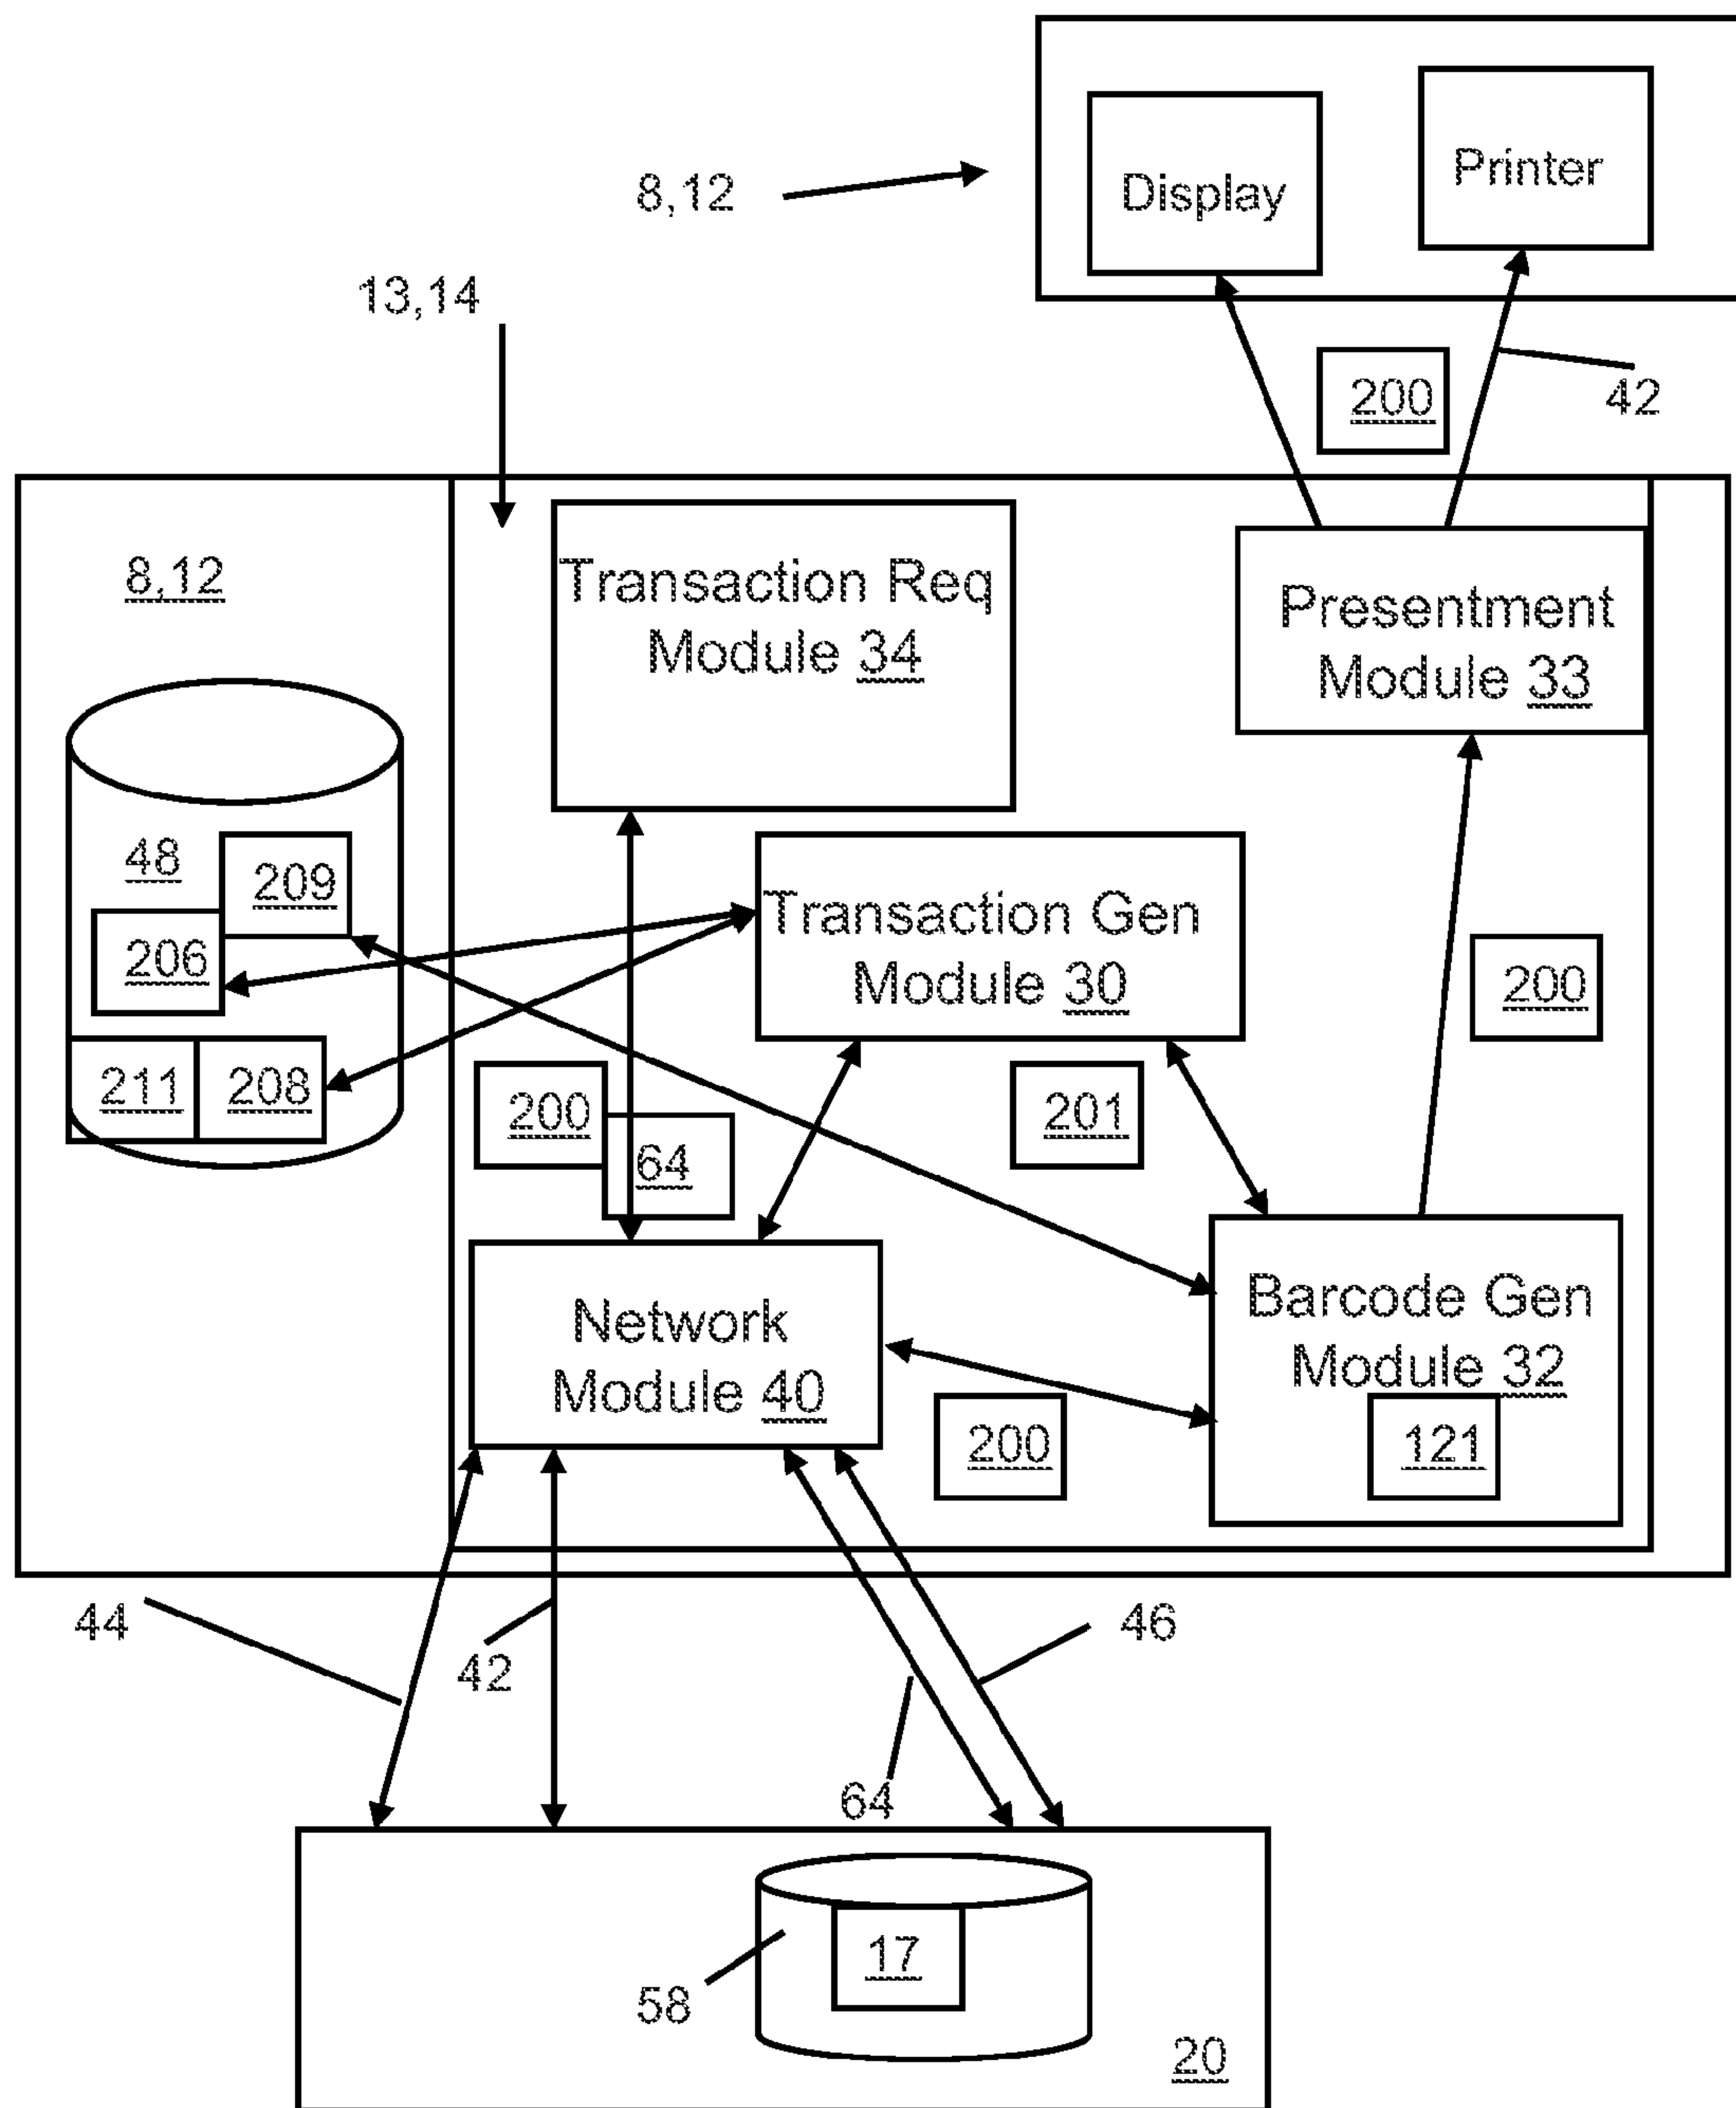 Display
Printer
8,12
13,14
200
42
8,12
Transaction Req
Module 34
Presentment
Module 33
48
209
206
211
208
Transaction Gen
Module 30
200
200
64
201
Network
Module 40
Barcode Gen
Module 32
121
200
44
42
46
64
17
58
20